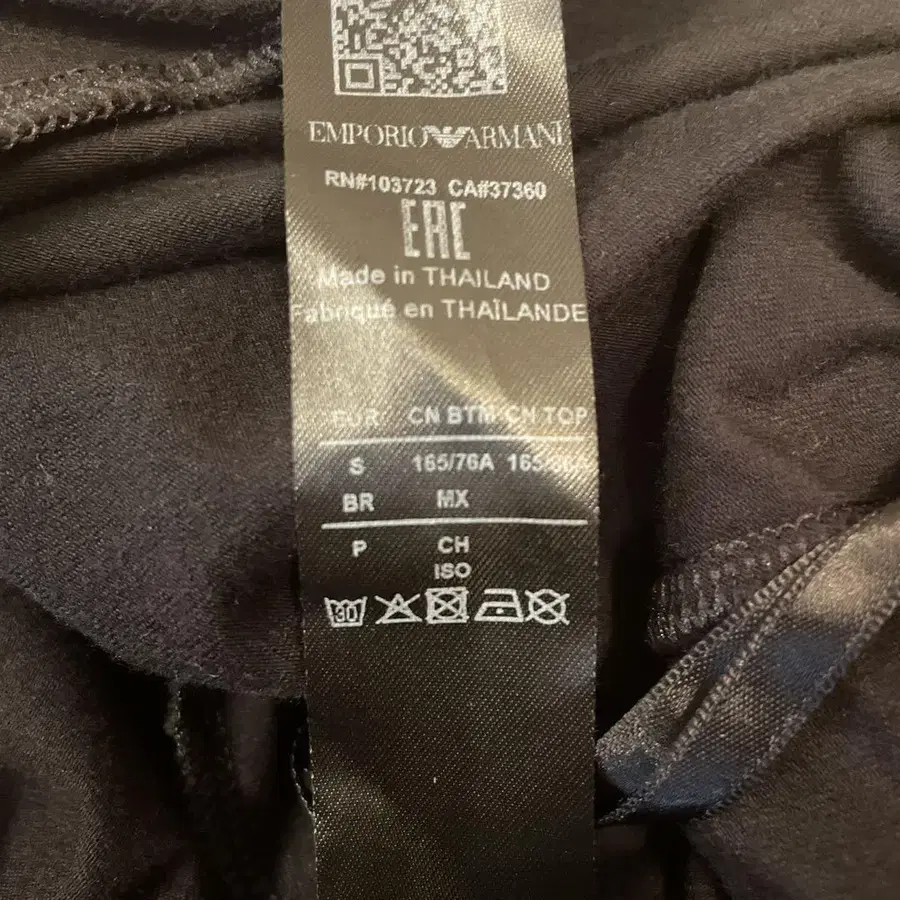 EMPORIO ARMANI
RN#103723 CA#37360
EAC
Made in THAILAND
Fabriqué en THAÏLANDE
EUR CN BTM CN TOP
S 165/76A
BR MX
P CH
ISO
30